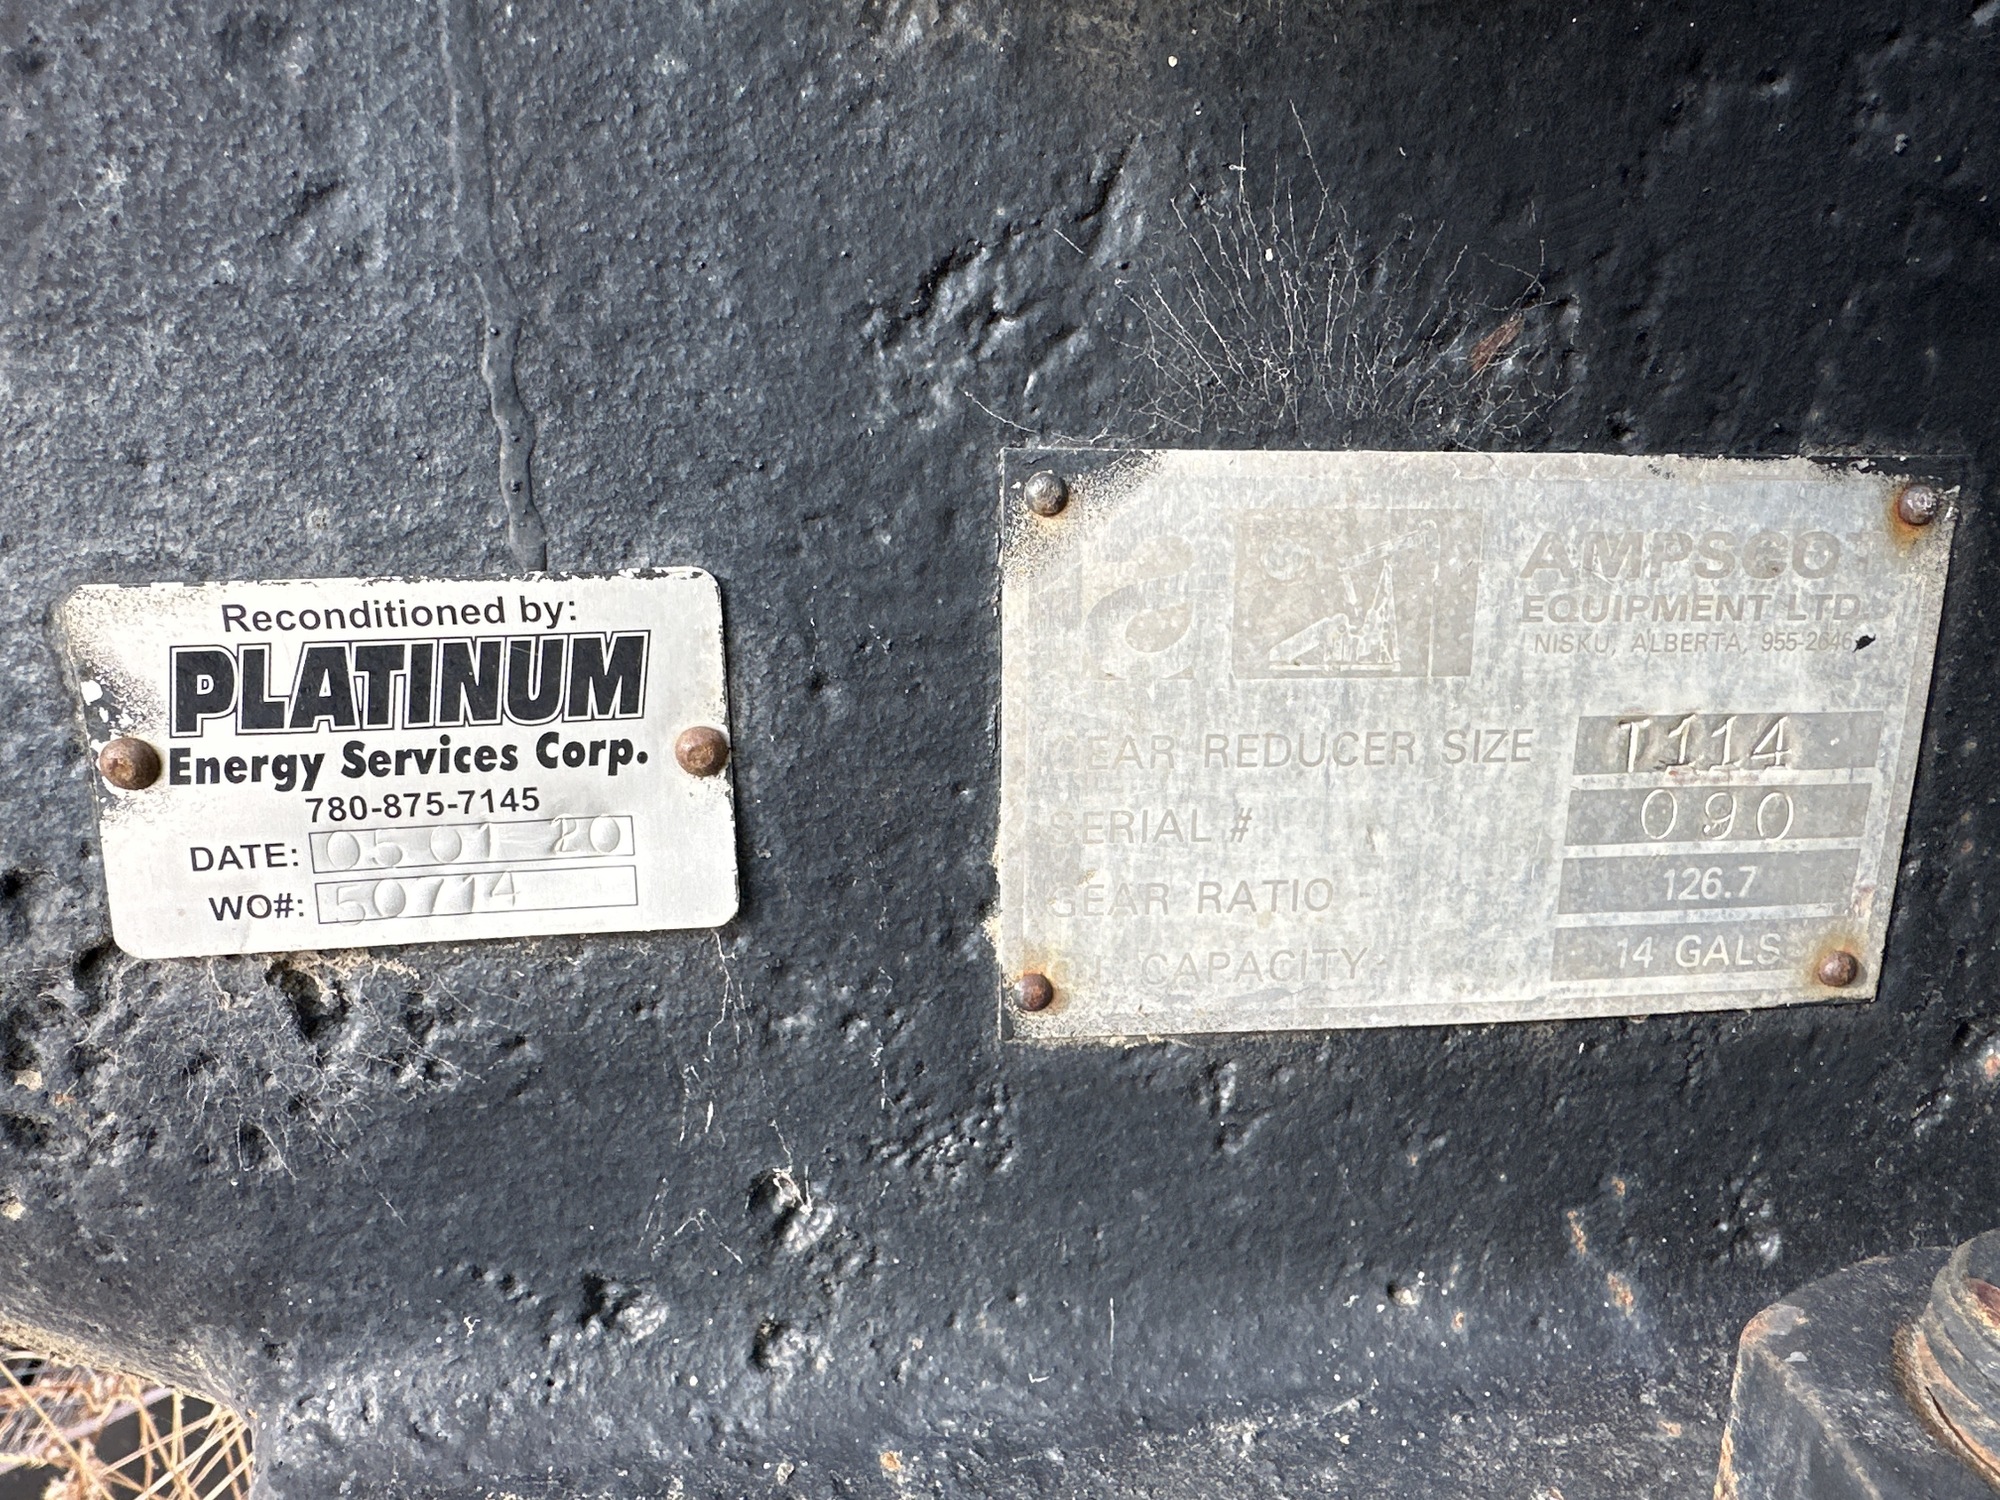 Reconditioned by:
PLATINUM
Energy Services Corp.
780-875-7145
DATE: 05 01 20
WO#: 50714
a
AMPSCO
EQUIPMENT LTD.
NISKU, ALBERTA, 955-2646
GEAR REDUCER SIZE T114
SERIAL # 090
GEAR RATIO 126.7
OIL CAPACITY 14 GALS